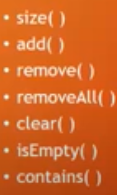 • size( )
• add( )
• remove( )
• removeAll( )
• clear( )
• isEmpty( )
• contains( )